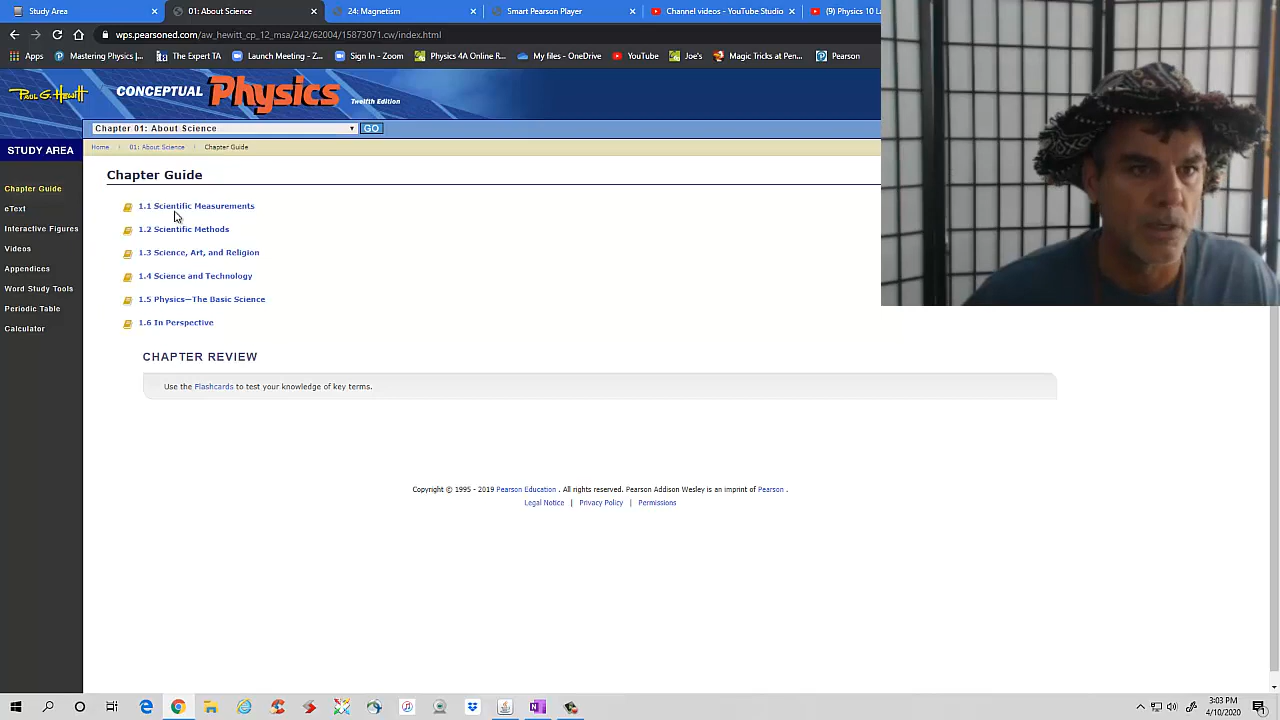 Study Area
01: About Science
24: Magnetism
Smart Pearson Player
Channel videos - YouTube Studio
(9) Physics 10 La
wps.pearsoned.com/aw_hewitt_cp_12_msa/242/62004/15873071.cw/index.html
Apps
Mastering Physics |...
The Expert TA
Launch Meeting - Z...
Sign In - Zoom
Physics 4A Online R...
My files - OneDrive
YouTube
Joe's
Magic Tricks at Pen...
Pearson
PAUL G. HEWITT
CONCEPTUAL Physics Twelfth Edition
Chapter 01: About Science
GO
STUDY AREA
Home
01: About Science
Chapter Guide
Chapter Guide
eText
Interactive Figures
Videos
Appendices
Word Study Tools
Periodic Table
Calculator
Chapter Guide
1.1 Scientific Measurements
1.2 Scientific Methods
1.3 Science, Art, and Religion
1.4 Science and Technology
1.5 Physics—The Basic Science
1.6 In Perspective
CHAPTER REVIEW
Use the Flashcards to test your knowledge of key terms.
Copyright © 1995 - 2019 Pearson Education . All rights reserved. Pearson Addison Wesley is an imprint of Pearson .
Legal Notice | Privacy Policy | Permissions
3:03 PM
4/10/2020